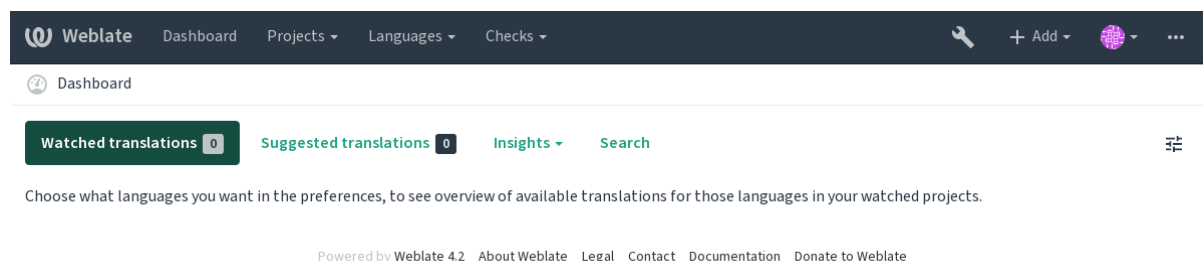 Weblate Dashboard Projects Languages Checks + Add ...
Dashboard
Watched translations 0 Suggested translations 0 Insights Search
Choose what languages you want in the preferences, to see overview of available translations for those languages in your watched projects.
Powered by Weblate 4.2 About Weblate Legal Contact Documentation Donate to Weblate